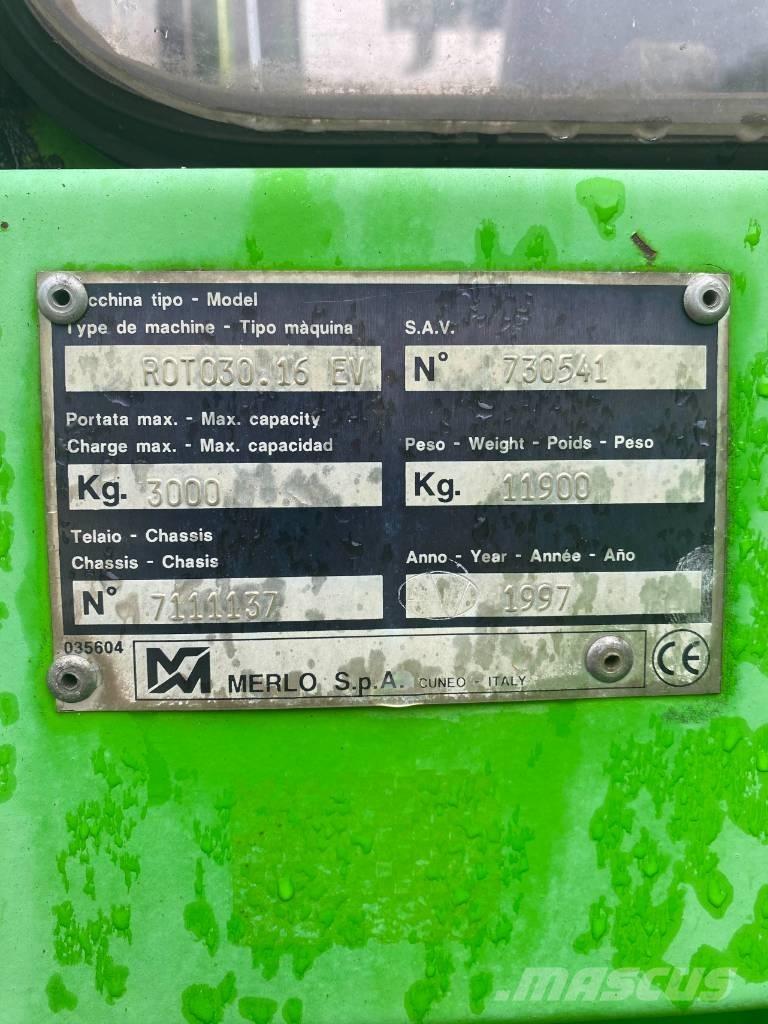 cchina tipo - Model
Type de machine - Tipo màquina
S.A.V.
ROTO30.16 EV
N° 730541
Portata max. - Max. capacity
Charge max. - Max. capacidad
Peso - Weight - Poids - Peso
Kg. 3000
Kg. 11900
Telaio - Chassis
Chassis - Chasis
Anno - Year - Année - Año
N° 7111137
1997
035604
MERLO S.p.A. CUNEO - ITALY
CE
MASCUS